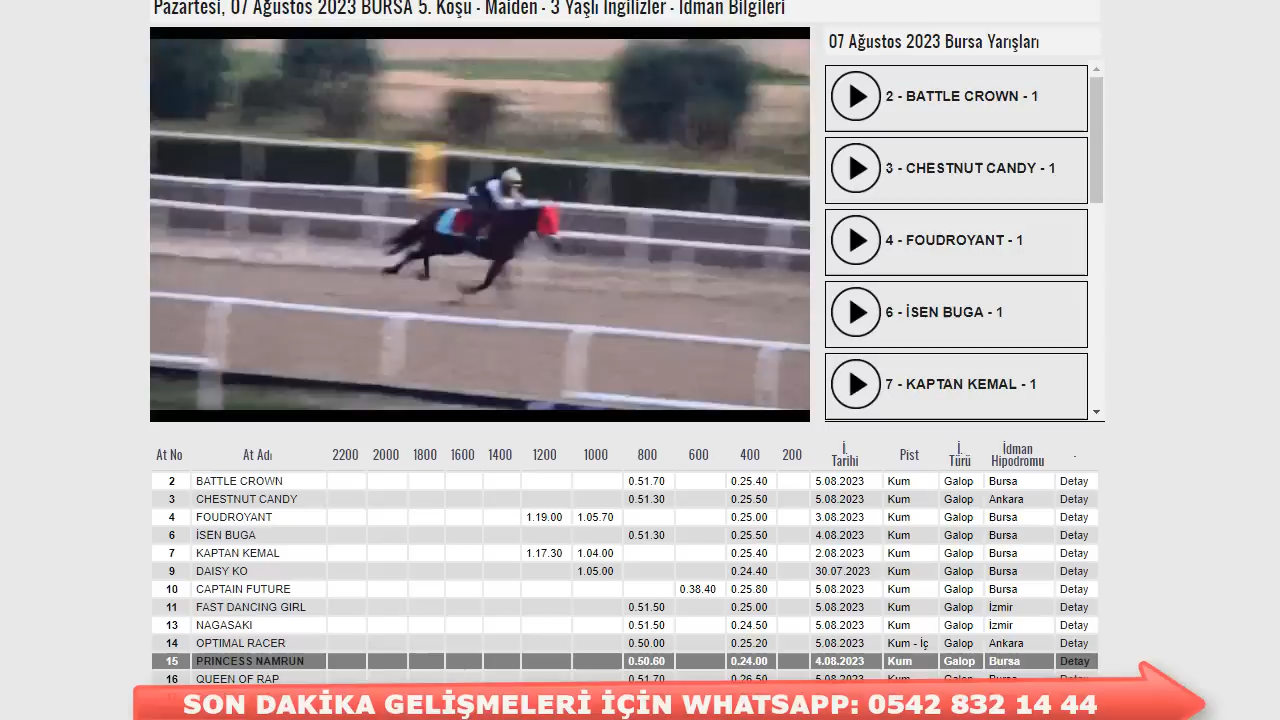 Pazartesi, 07 Ağustos 2023 BURSA 5. Koşu - Maiden - 3 Yaşlı İngilizler - İdman Bilgileri
07 Ağustos 2023 Bursa Yarışları
2 - BATTLE CROWN - 1
3 - CHESTNUT CANDY - 1
4 - FOUDROYANT - 1
6 - İSEN BUGA - 1
7 - KAPTAN KEMAL - 1
At No At Adı 2200 2000 1800 1600 1400 1200 1000 800 600 400 200 İ. Tarihi Pist İ. Türü İdman Hipodromu .
2 BATTLE CROWN 0.51.70 0.25.40 5.08.2023 Kum Galop Bursa Detay
3 CHESTNUT CANDY 0.51.30 0.25.50 5.08.2023 Kum Galop Ankara Detay
4 FOUDROYANT 1.19.00 1.05.70 0.25.00 3.08.2023 Kum Galop Bursa Detay
6 İSEN BUGA 0.51.30 0.25.50 4.08.2023 Kum Galop Bursa Detay
7 KAPTAN KEMAL 1.17.30 1.04.00 0.25.40 2.08.2023 Kum Galop Bursa Detay
9 DAISY KO 1.05.00 0.24.40 30.07.2023 Kum Galop Bursa Detay
10 CAPTAIN FUTURE 0.38.40 0.25.80 5.08.2023 Kum Galop Bursa Detay
11 FAST DANCING GIRL 0.51.50 0.25.00 5.08.2023 Kum Galop İzmir Detay
13 NAGASAKI 0.51.50 0.24.50 5.08.2023 Kum Galop İzmir Detay
14 OPTIMAL RACER 0.50.00 0.25.20 5.08.2023 Kum - İç Galop Ankara Detay
15 PRINCESS NAMRUN 0.50.60 0.24.00 4.08.2023 Kum Galop Bursa Detay
16 QUEEN OF RAP 0.51.70 0.26.50 5.08.2023 Kum Galop Bursa Detay
SON DAKİKA GELİŞMELERİ İÇİN WHATSAPP: 0542 832 14 44